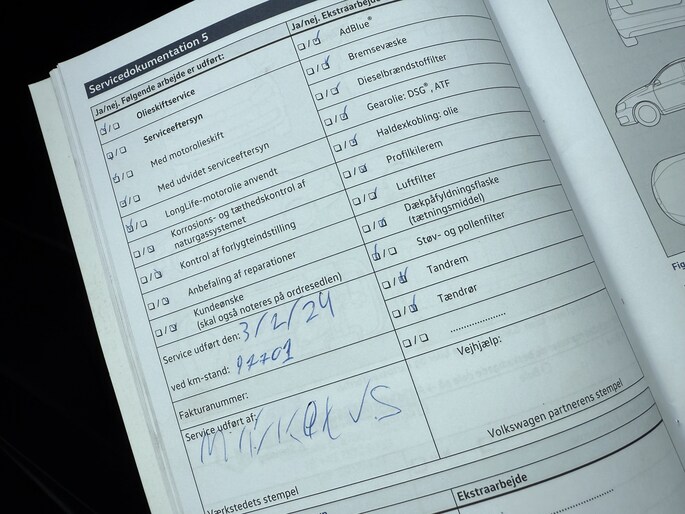 Servicedokumentation 5
Ja/nej. Følgende arbejde er udført:
Olieskiftservice
Serviceeftersyn
Med motorolieskift
Med udvidet serviceeftersyn
LongLife-motorolie anvendt
Korrosions- og tæthedskontrol af
naturgassystemet
Kontrol af forlygteindstilling
Anbefaling af reparationer
Kundeønske
(skal også noteres på ordresedlen)
Service udført den: 3/2/24
ved km-stand: 97701
Fakturanummer:
Service udført af:
Værkstedets stempel
Ja/nej. Ekstraarbejde
AdBlue®
Bremsevæske
Dieselbrændstoffilter
Gearolie: DSG®, ATF
Haldexkobling: olie
Profilkilerem
Luftfilter
Dækpåfyldningsflaske
(tætningsmiddel)
Støv- og pollenfilter
Tandrem
Tændrør
....................
Vejhjælp:
Volkswagen partnerens stempel
Ekstraarbejde
Fig